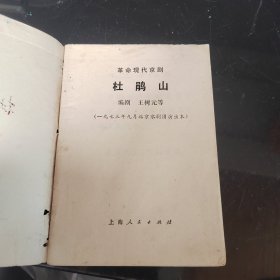 革命现代京剧
杜鹃山
编剧 王树元等
(一九七三年九月北京京剧团演出本)
上海人民出版社